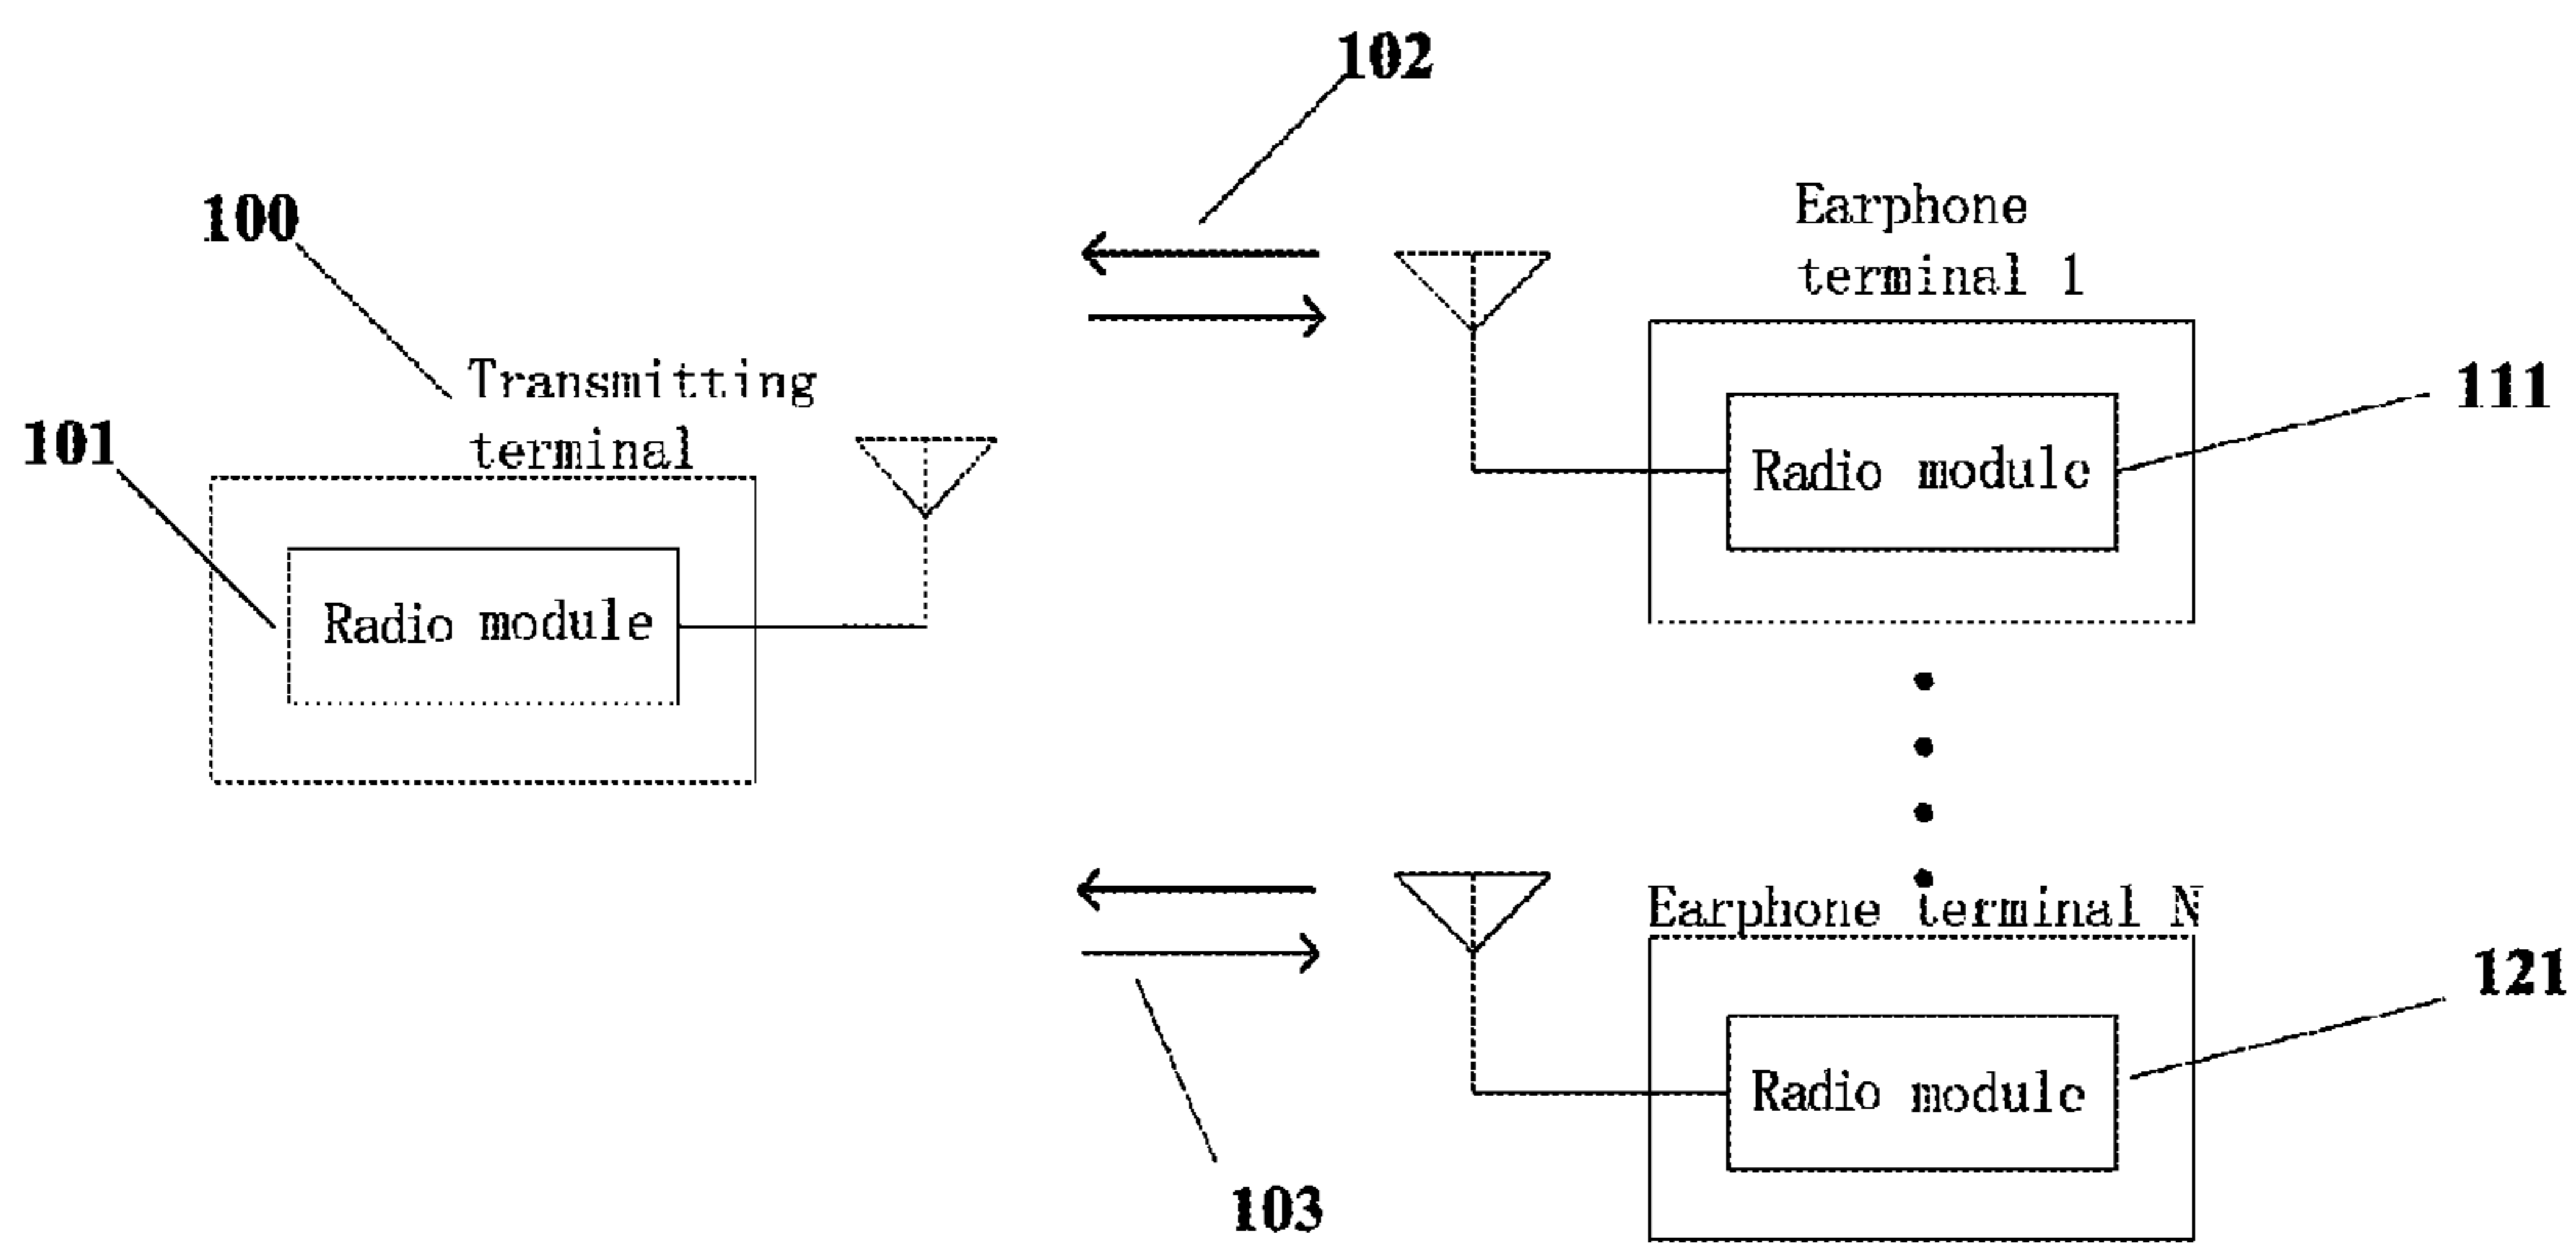 102
100
Earphone
terminal 1
Transmitting
terminal
101
111
Radio module
Radio module
Earphone terminal N
121
Radio module
103